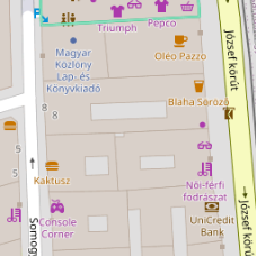 Triumph
Pepco
Oleo Pazzo
Magyar
Közlöny
Lap- és
Könyvkiadó
Blaha Söröző
József körút
8
8
5
5
Kaktusz
Női-férfi
fodrászat
Console
Corner
UniCredit
Bank
József körút
Somogy